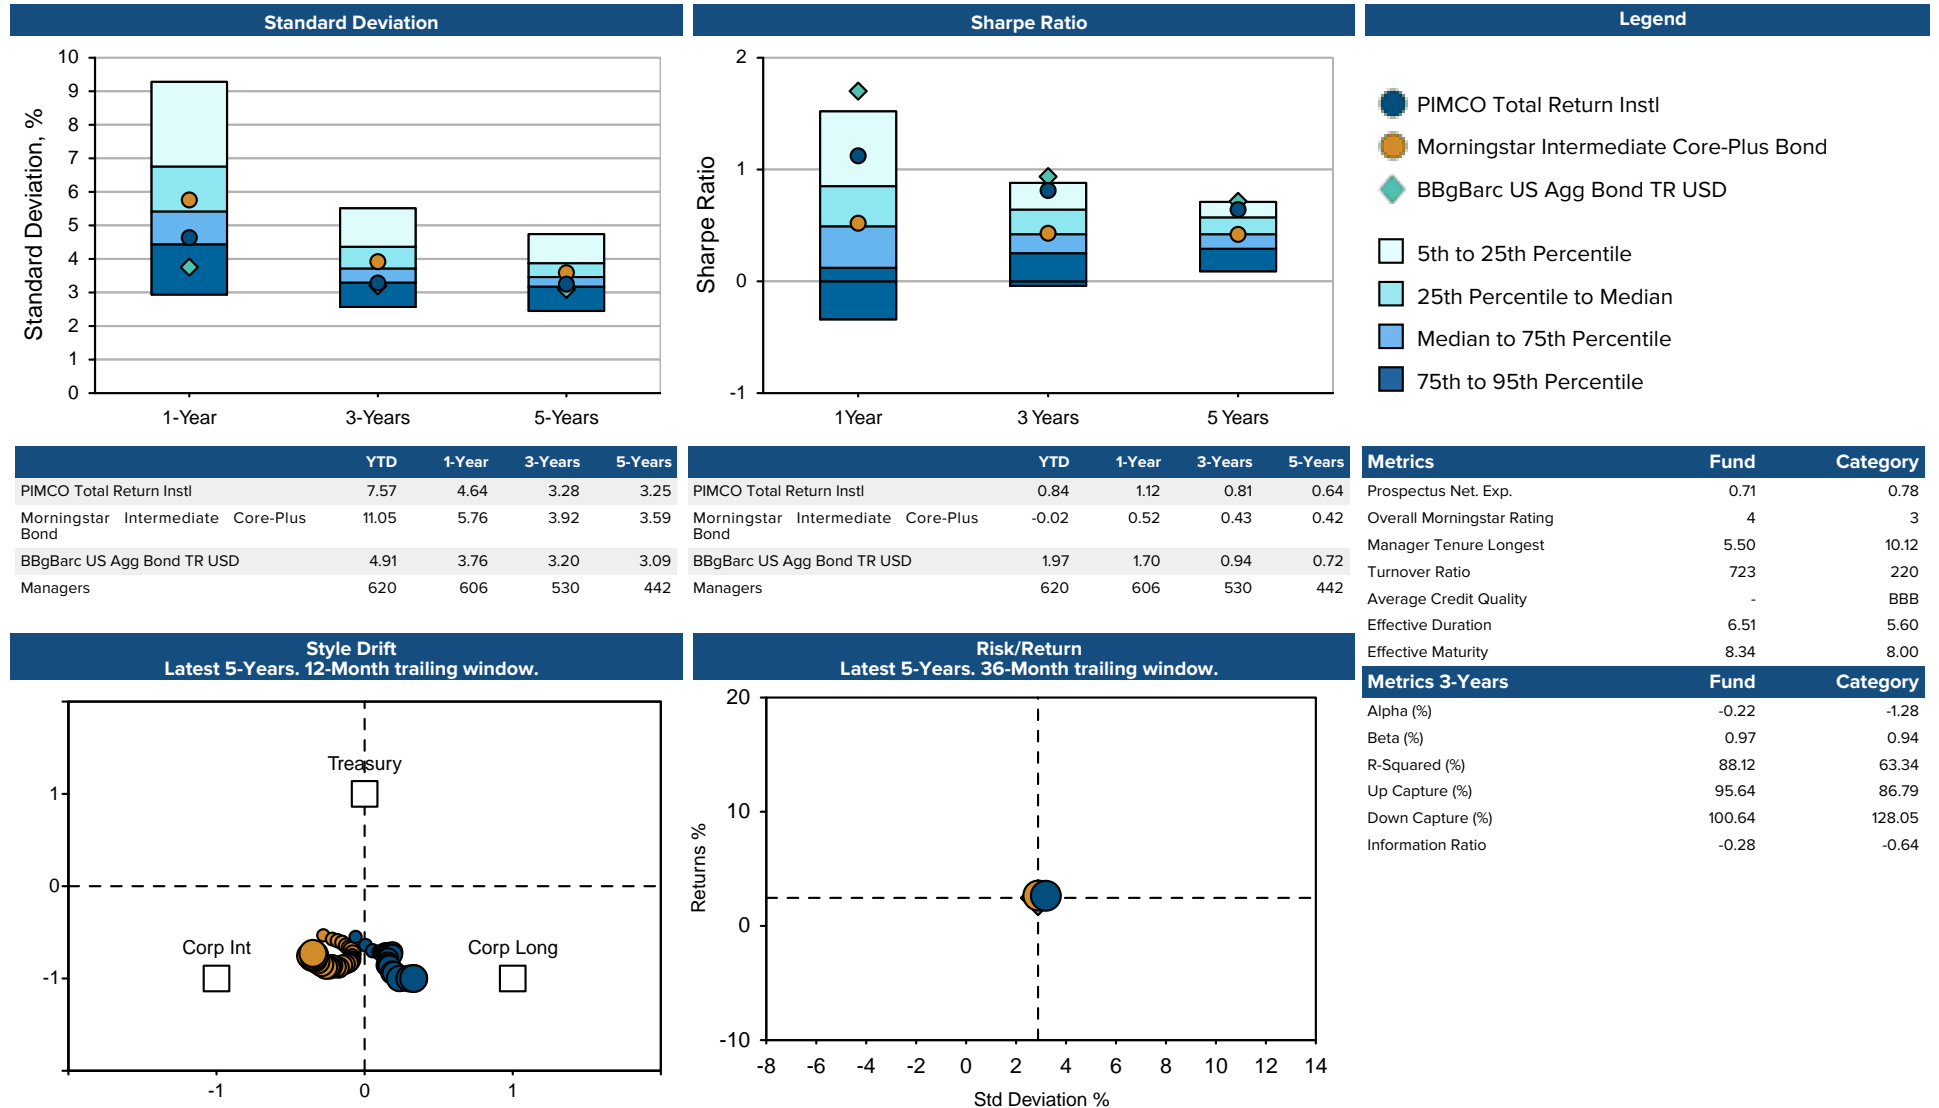 Standard Deviation
10
9
8
7
6
5
4
3
2
1
0
Standard Deviation, %
1-Year 3-Years 5-Years
Sharpe Ratio
2
1
0
-1
Sharpe Ratio
1Year 3 Years 5 Years
Legend
PIMCO Total Return Instl
Morningstar Intermediate Core-Plus Bond
BBgBarc US Agg Bond TR USD
5th to 25th Percentile
25th Percentile to Median
Median to 75th Percentile
75th to 95th Percentile
YTD 1-Year 3-Years 5-Years
PIMCO Total Return Instl 7.57 4.64 3.28 3.25
Morningstar Intermediate Core-Plus 11.05 5.76 3.92 3.59
Bond
BBgBarc US Agg Bond TR USD 4.91 3.76 3.20 3.09
Managers 620 606 530 442
YTD 1-Year 3-Years 5-Years
PIMCO Total Return Instl 0.84 1.12 0.81 0.64
Morningstar Intermediate Core-Plus -0.02 0.52 0.43 0.42
Bond
BBgBarc US Agg Bond TR USD 1.97 1.70 0.94 0.72
Managers 620 606 530 442
Metrics Fund Category
Prospectus Net. Exp. 0.71 0.78
Overall Morningstar Rating 4 3
Manager Tenure Longest 5.50 10.12
Turnover Ratio 723 220
Average Credit Quality - BBB
Effective Duration 6.51 5.60
Effective Maturity 8.34 8.00
Metrics 3-Years Fund Category
Alpha (%) -0.22 -1.28
Beta (%) 0.97 0.94
R-Squared (%) 88.12 63.34
Up Capture (%) 95.64 86.79
Down Capture (%) 100.64 128.05
Information Ratio -0.28 -0.64
Style Drift
Latest 5-Years. 12-Month trailing window.
Treasury
1
0
Corp Int Corp Long
-1
-1 0 1
Risk/Return
Latest 5-Years. 36-Month trailing window.
20
10
0
-10
Returns %
-8 -6 -4 -2 0 2 4 6 8 10 12 14
Std Deviation %